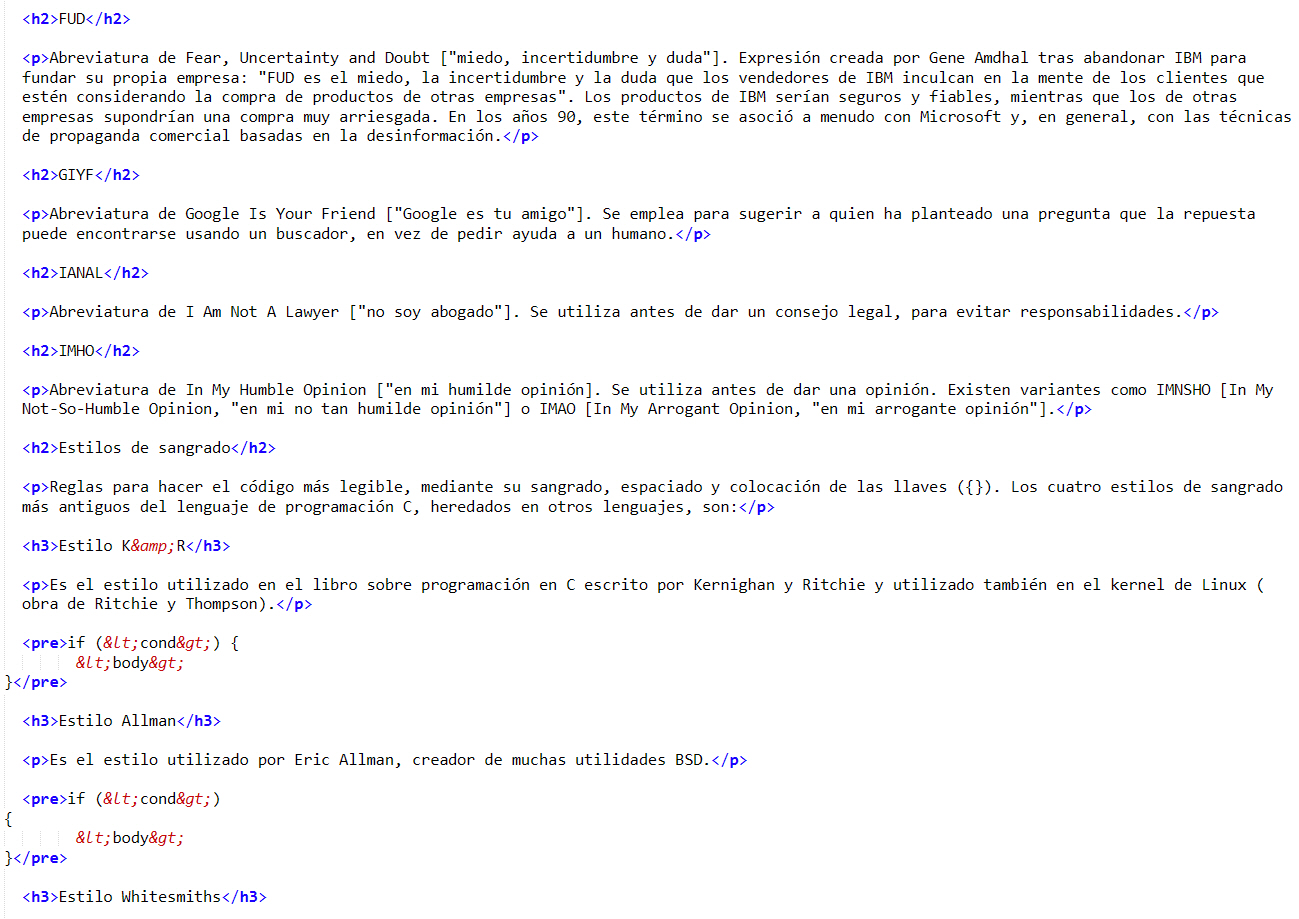 <h2>FUD</h2>
<p>Abreviatura de Fear, Uncertainty and Doubt ["miedo, incertidumbre y duda"]. Expresión creada por Gene Amdhal tras abandonar IBM para
fundar su propia empresa: "FUD es el miedo, la incertidumbre y la duda que los vendedores de IBM inculcan en la mente de los clientes que
estén considerando la compra de productos de otras empresas". Los productos de IBM serían seguros y fiables, mientras que los de otras
empresas supondrían una compra muy arriesgada. En los años 90, este término se asoció a menudo con Microsoft y, en general, con las técnicas
de propaganda comercial basadas en la desinformación.</p>
<h2>GIYF</h2>
<p>Abreviatura de Google Is Your Friend ["Google es tu amigo"]. Se emplea para sugerir a quien ha planteado una pregunta que la repuesta
puede encontrarse usando un buscador, en vez de pedir ayuda a un humano.</p>
<h2>IANAL</h2>
<p>Abreviatura de I Am Not A Lawyer ["no soy abogado"]. Se utiliza antes de dar un consejo legal, para evitar responsabilidades.</p>
<h2>IMHO</h2>
<p>Abreviatura de In My Humble Opinion ["en mi humilde opinión]. Se utiliza antes de dar una opinión. Existen variantes como IMNSHO [In My
Not-So-Humble Opinion, "en mi no tan humilde opinión"] o IMAO [In My Arrogant Opinion, "en mi arrogante opinión"].</p>
<h2>Estilos de sangrado</h2>
<p>Reglas para hacer el código más legible, mediante su sangrado, espaciado y colocación de las llaves ({}). Los cuatro estilos de sangrado
más antiguos del lenguaje de programación C, heredados en otros lenguajes, son:</p>
<h3>Estilo K&amp;R</h3>
<p>Es el estilo utilizado en el libro sobre programación en C escrito por Kernighan y Ritchie y utilizado también en el kernel de Linux (
obra de Ritchie y Thompson).</p>
<pre>if (&lt;cond&gt;) {
&lt;body&gt;
}</pre>
<h3>Estilo Allman</h3>
<p>Es el estilo utilizado por Eric Allman, creador de muchas utilidades BSD.</p>
<pre>if (&lt;cond&gt;)
{
&lt;body&gt;
}</pre>
<h3>Estilo Whitesmiths</h3>